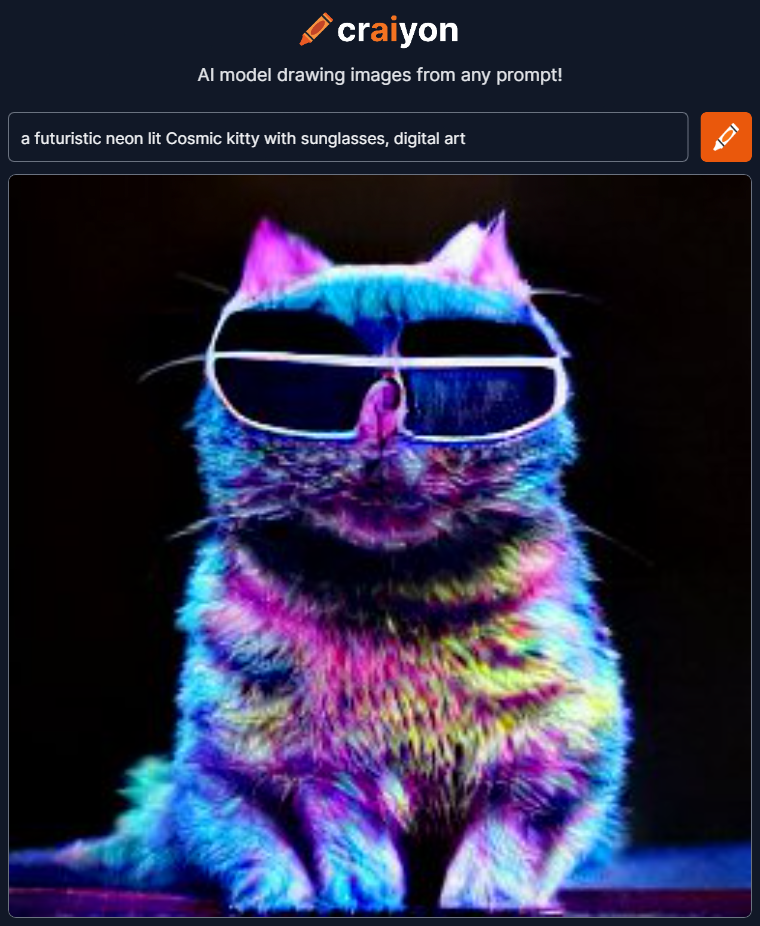 craiyon
AI model drawing images from any prompt!
a futuristic neon lit Cosmic kitty with sunglasses, digital art